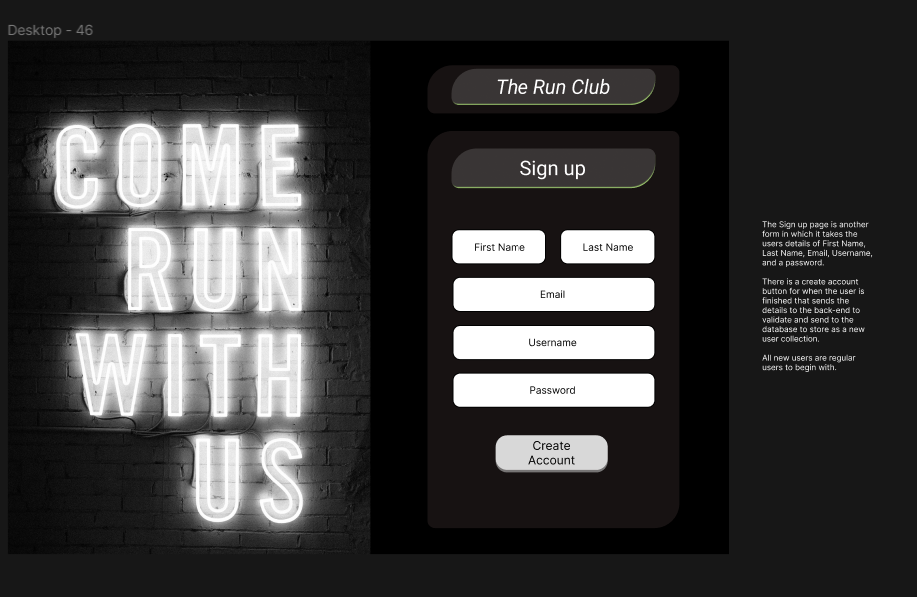 Desktop - 46
COME
RUN
WITH
US
The Run Club
Sign up
First Name
Last Name
Email
Username
Password
Create
Account
The Sign up page is another
form in which it takes the
users details of First Name,
Last Name, Email, Username,
and a password.
There is a create account
button for when the user is
finished that sends the
details to the back-end to
validate and send to the
database to store as a new
user collection.
All new users are regular
users to begin with.